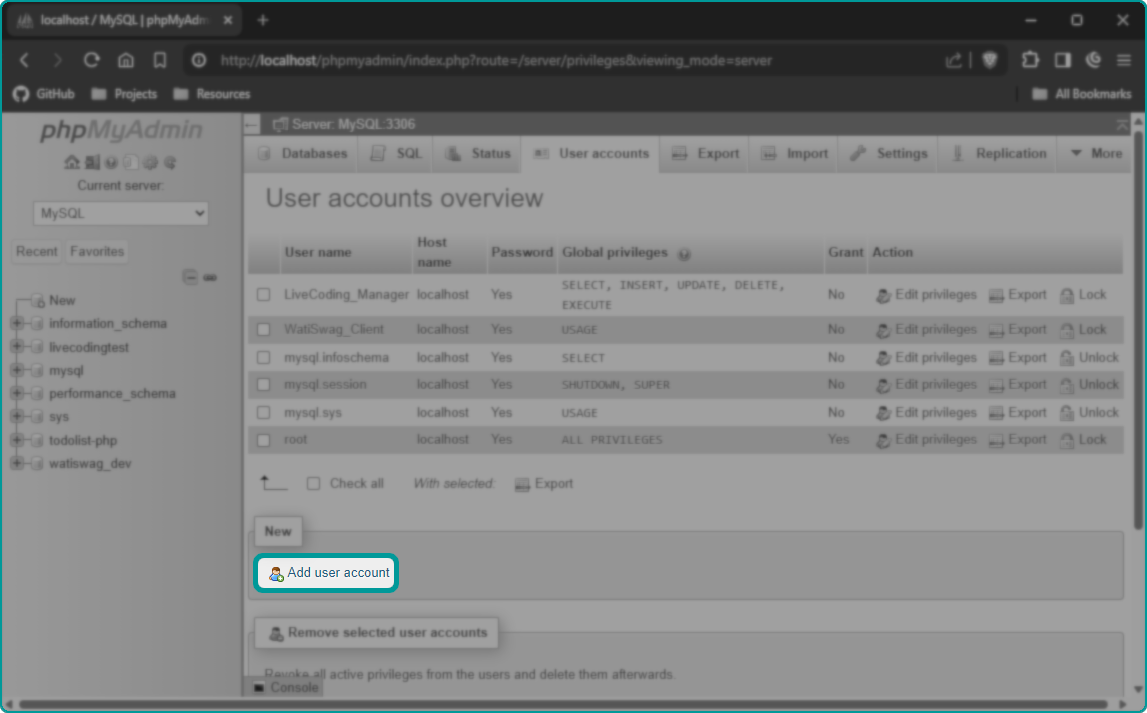 localhost / MySQL | phpMyAdm
http://localhost/phpmyadmin/index.php?route=/server/privileges&viewing_mode=server
GitHub Projects Resources All Bookmarks
phpMyAdmin
Current server:
MySQL
Recent Favorites
New
information_schema
livecodingtest
mysql
performance_schema
sys
todolist-php
watiswag_dev
Server: MySQL:3306
Databases SQL Status User accounts Export Import Settings Replication More
User accounts overview
User name Host name Password Global privileges Grant Action
LiveCoding_Manager localhost Yes SELECT, INSERT, UPDATE, DELETE, EXECUTE No Edit privileges Export Lock
WatiSwag_Client localhost Yes USAGE No Edit privileges Export Lock
mysql.infoschema localhost Yes SELECT No Edit privileges Export Unlock
mysql.session localhost Yes SHUTDOWN, SUPER No Edit privileges Export Unlock
mysql.sys localhost Yes USAGE No Edit privileges Export Unlock
root localhost Yes ALL PRIVILEGES Yes Edit privileges Export Lock
Check all With selected: Export
New
Add user account
Remove selected user accounts
Revoke all active privileges from the users and delete them afterwards.
Console